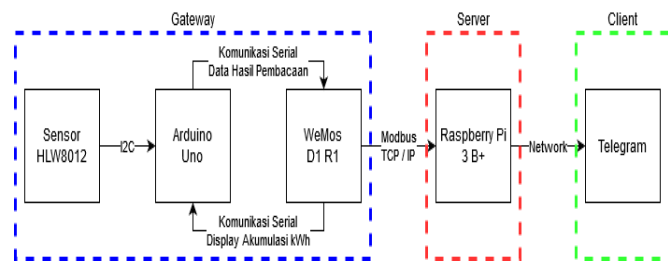 Gateway
Server
Client
Komunikasi Serial
Data Hasil Pembacaan
Sensor
HLW8012
I2C
Arduino
Uno
WeMos
D1 R1
Modbus
TCP / IP
Raspberry Pi
3 B+
Network
Telegram
Komunikasi Serial
Display Akumulasi kWh